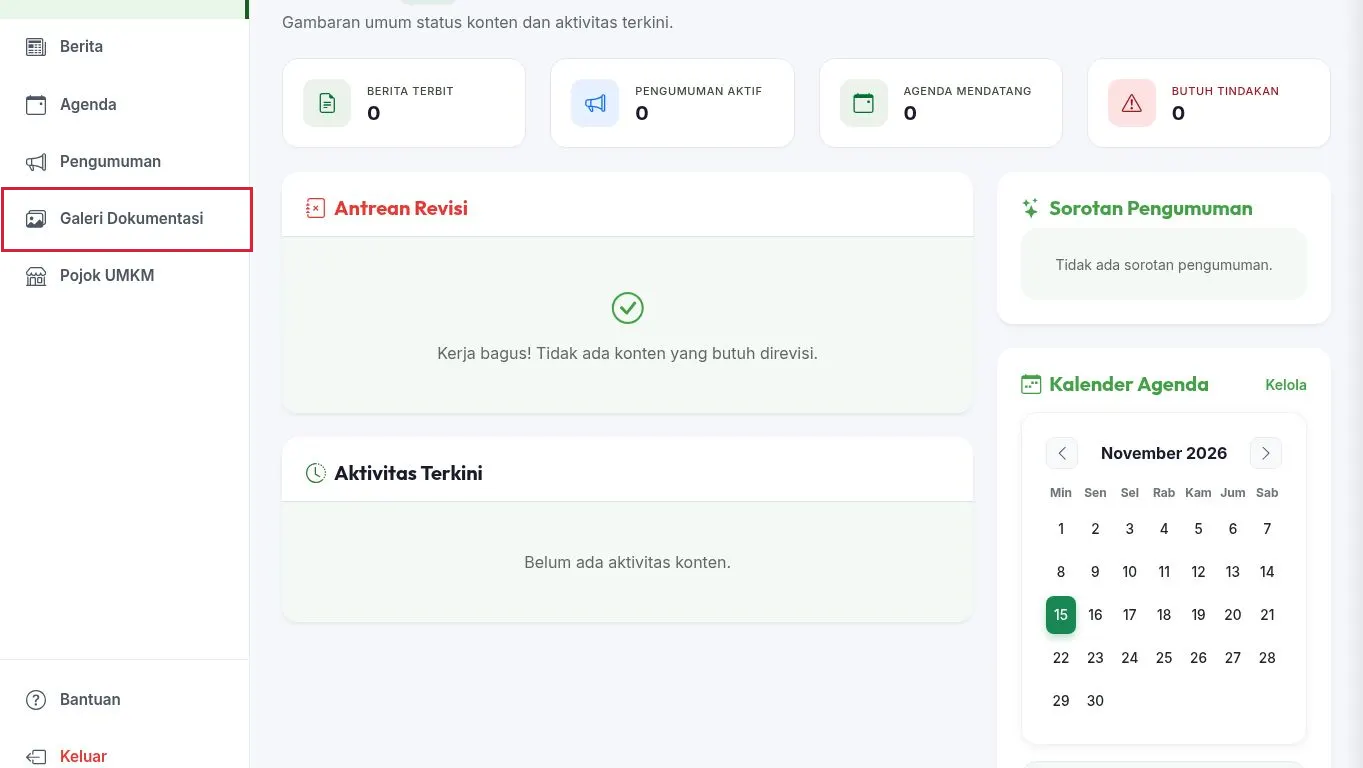 Gambaran umum status konten dan aktivitas terkini.
Berita
Agenda
Pengumuman
Galeri Dokumentasi
Pojok UMKM
Bantuan
Keluar
BERITA TERBIT
0
PENGUMUMAN AKTIF
0
AGENDA MENDATANG
0
BUTUH TINDAKAN
0
Antrean Revisi
Kerja bagus! Tidak ada konten yang butuh direvisi.
Aktivitas Terkini
Belum ada aktivitas konten.
Sorotan Pengumuman
Tidak ada sorotan pengumuman.
Kalender Agenda Kelola
November 2026
Min Sen Sel Rab Kam Jum Sab
1 2 3 4 5 6 7
8 9 10 11 12 13 14
15 16 17 18 19 20 21
22 23 24 25 26 27 28
29 30